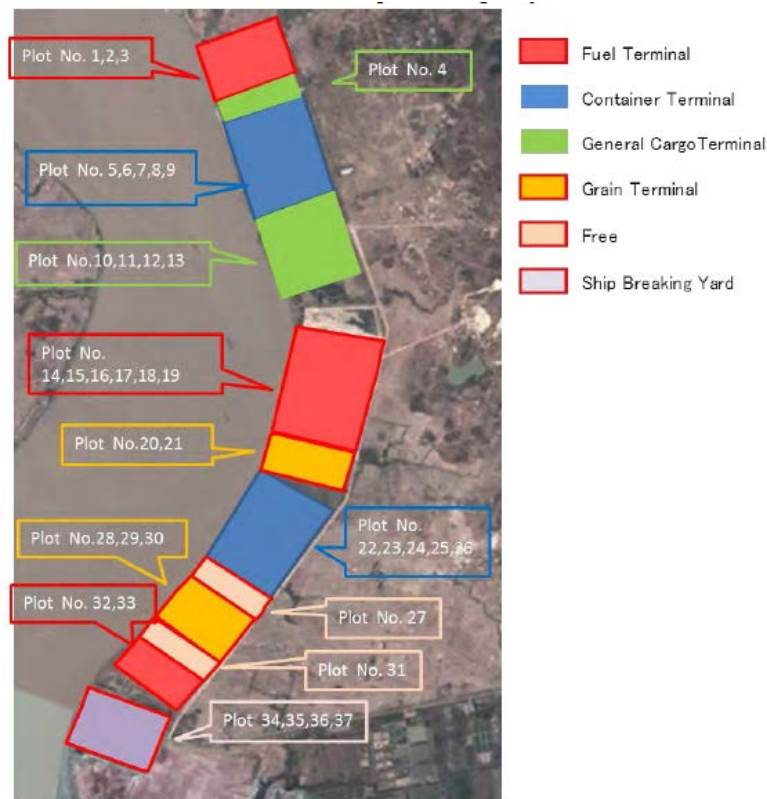 Plot No. 1,2,3
Plot No. 4
Plot No. 5,6,7,8,9
Plot No.10,11,12,13
Plot No.
14,15,16,17,18,19
Plot No.20,21
Plot No.
22,23,24,25,26
Plot No.28,29,30
Plot No. 32,33
Plot No. 27
Plot No. 31
Plot 34,35,36,37
Fuel Terminal
Container Terminal
General Cargo Terminal
Grain Terminal
Free
Ship Breaking Yard